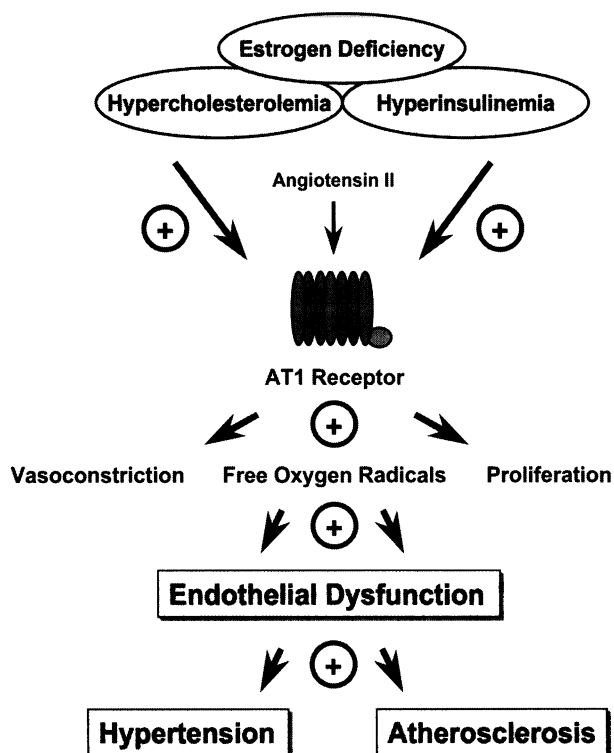 Estrogen Deficiency
Hypercholesterolemia Hyperinsulinemia
Angiotensin II
+ +
AT1 Receptor
+
Vasoconstriction Free Oxygen Radicals Proliferation
+
Endothelial Dysfunction
+
Hypertension Atherosclerosis